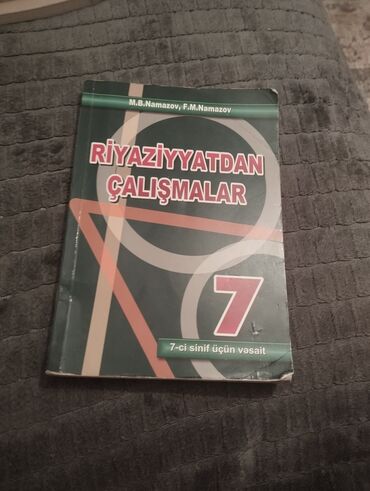 M.B.Namazov, F.M.Namazov
RİYAZİYYATDAN
ÇALIŞMALAR
7
7-ci sinif üçün vəsait